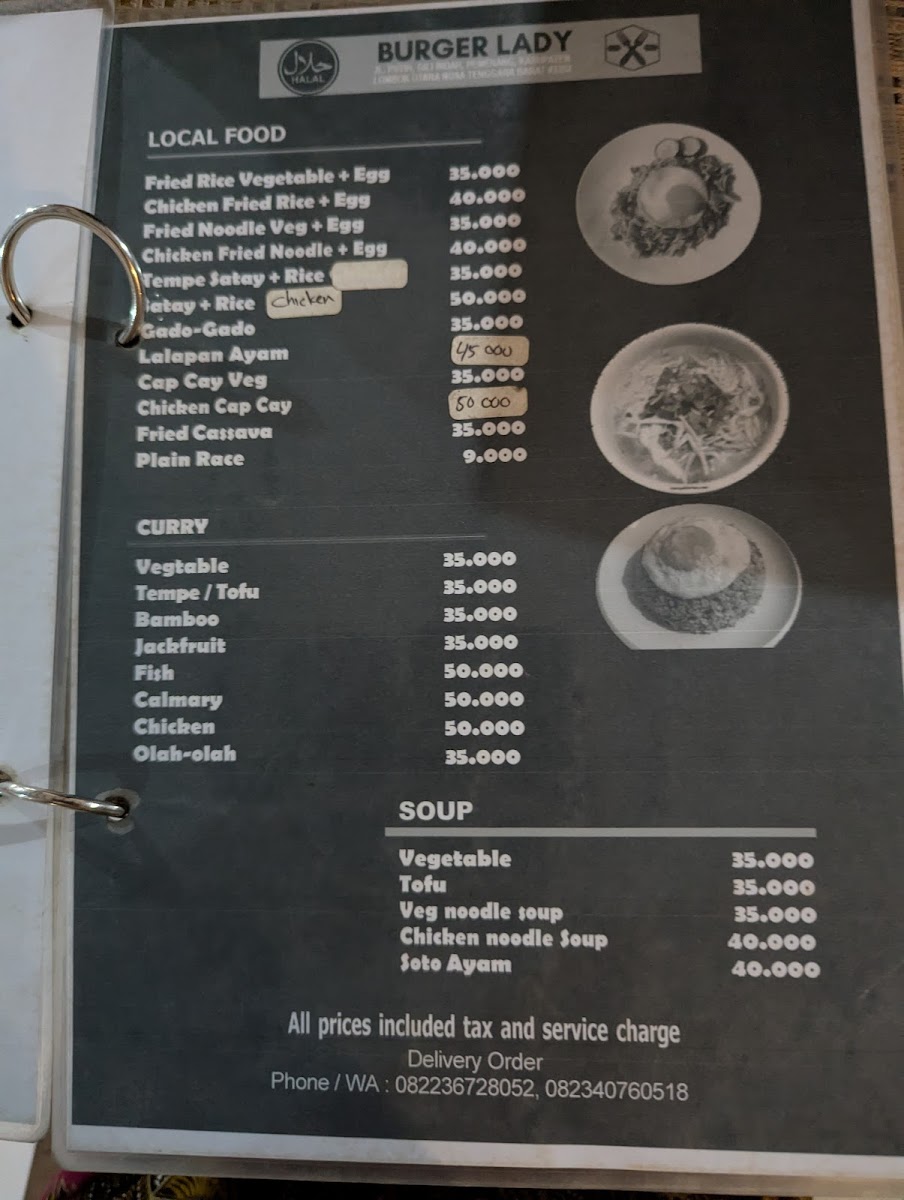 حلال
HALAL
BURGER LADY
LOMBOK UTARA NUSA TENGGARA BARAT
LOCAL FOOD
Fried Rice Vegetable + Egg 35.000
Chicken Fried Rice + Egg 40.000
Fried Noodle Veg + Egg 35.000
Chicken Fried Noodle + Egg 40.000
Tempe Satay + Rice 35.000
Satay + Rice Chicken 50.000
Gado-Gado 35.000
Lalapan Ayam 45 000
Cap Cay Veg 35.000
Chicken Cap Cay 50 000
Fried Cassava 35.000
Plain Race 9.000
CURRY
Vegtable 35.000
Tempe / Tofu 35.000
Bamboo 35.000
Jackfruit 35.000
Fish 50.000
Calmary 50.000
Chicken 50.000
Olah-olah 35.000
SOUP
Vegetable 35.000
Tofu 35.000
Veg noodle soup 35.000
Chicken noodle Soup 40.000
Soto Ayam 40.000
All prices included tax and service charge
Delivery Order
Phone / WA : 082236728052, 082340760518